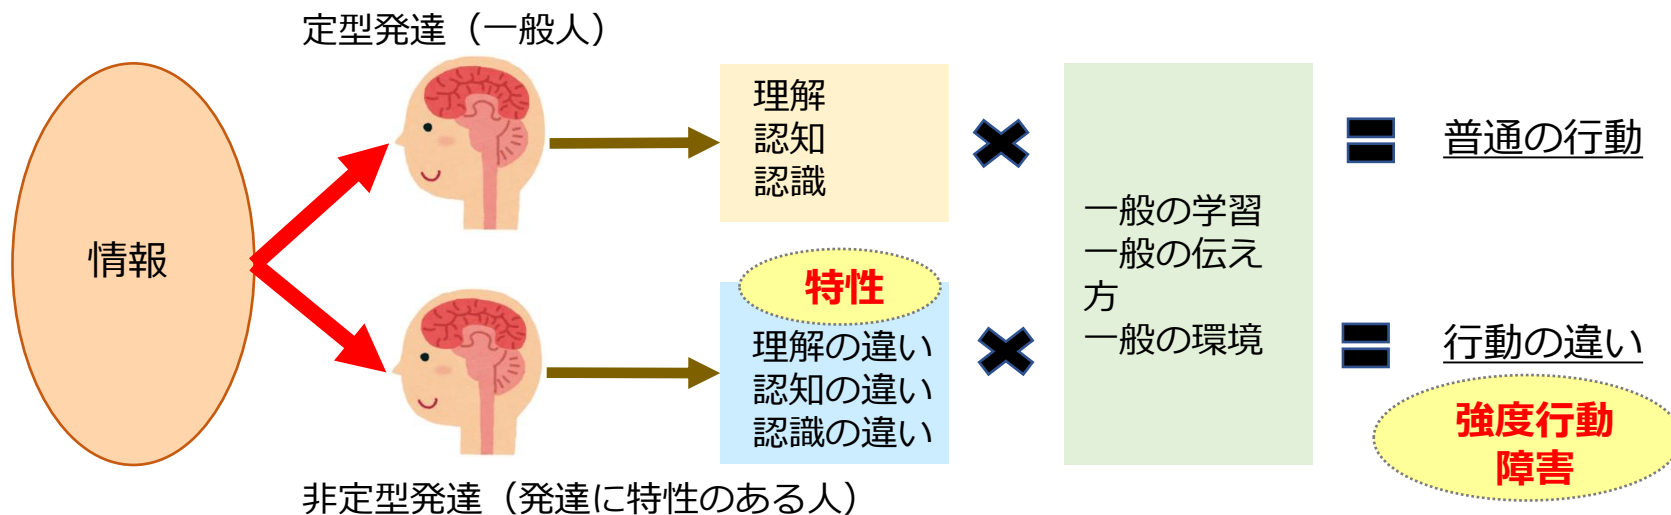 定型発達（一般人）
情報
理解
認知
認識
普通の行動
一般の学習
一般の伝え
方
一般の環境
特性
理解の違い
認知の違い
認識の違い
行動の違い
強度行動
障害
非定型発達（発達に特性のある人）